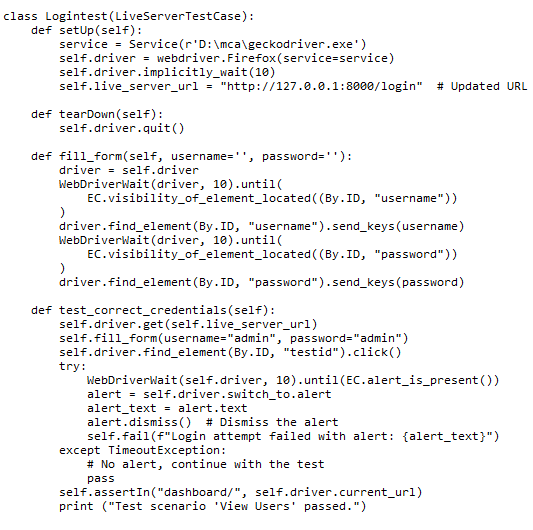 class Logintest(LiveServerTestCase):
    def setUp(self):
        service = Service(r'D:\mca\geckodriver.exe')
        self.driver = webdriver.Firefox(service=service)
        self.driver.implicitly_wait(10)
        self.live_server_url = "http://127.0.0.1:8000/login"  # Updated URL

    def tearDown(self):
        self.driver.quit()

    def fill_form(self, username='', password=''):
        driver = self.driver
        WebDriverWait(driver, 10).until(
            EC.visibility_of_element_located((By.ID, "username"))
        )
        driver.find_element(By.ID, "username").send_keys(username)
        WebDriverWait(driver, 10).until(
            EC.visibility_of_element_located((By.ID, "password"))
        )
        driver.find_element(By.ID, "password").send_keys(password)

    def test_correct_credentials(self):
        self.driver.get(self.live_server_url)
        self.fill_form(username="admin", password="admin")
        self.driver.find_element(By.ID, "testid").click()
        try:
            WebDriverWait(self.driver, 10).until(EC.alert_is_present())
            alert = self.driver.switch_to.alert
            alert_text = alert.text
            alert.dismiss()  # Dismiss the alert
            self.fail(f"Login attempt failed with alert: {alert_text}")
        except TimeoutException:
            # No alert, continue with the test
            pass
        self.assertIn("dashboard/", self.driver.current_url)
        print ("Test scenario 'View Users' passed.")